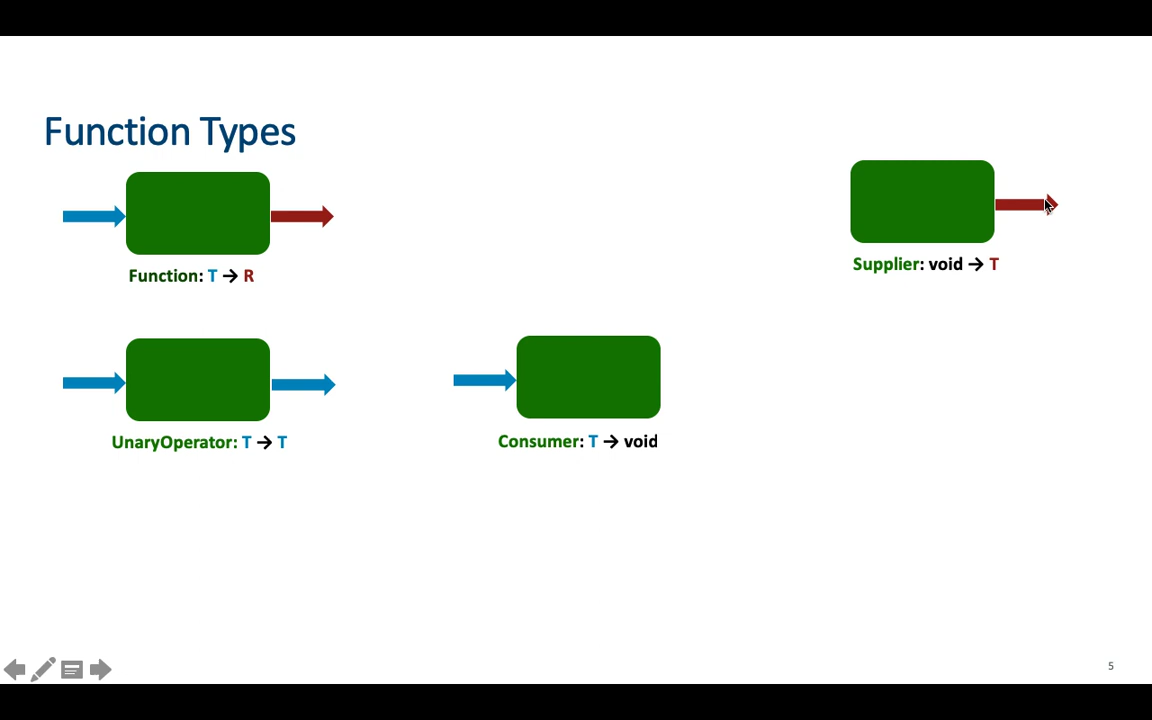 Function Types
Function: T → R
Supplier: void → T
UnaryOperator: T → T
Consumer: T → void
5